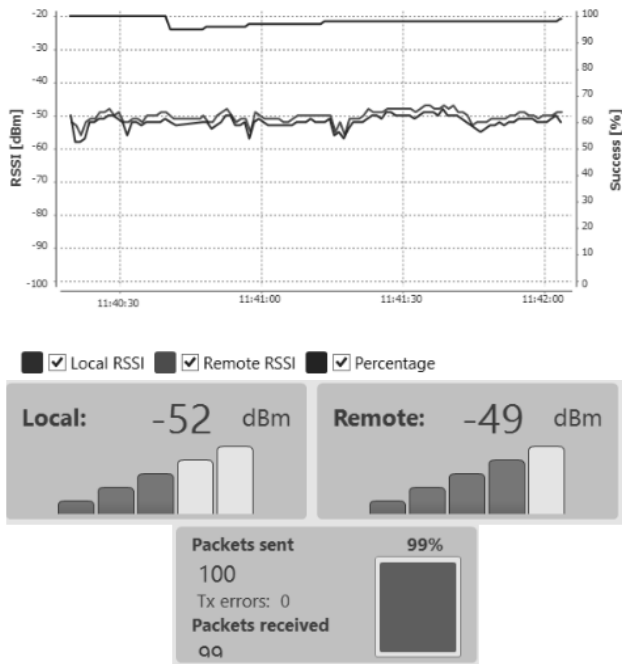 -20
-30
-40
-50
-60
-70
-80
-90
-100
RSSI [dBm]
100
90
80
70
60
50
40
30
20
10
0
Success [%]
11:40:30
11:41:00
11:41:30
11:42:00
Local RSSI
Remote RSSI
Percentage
Local: -52 dBm
Remote: -49 dBm
Packets sent
99%
100
Tx errors: 0
Packets received
99